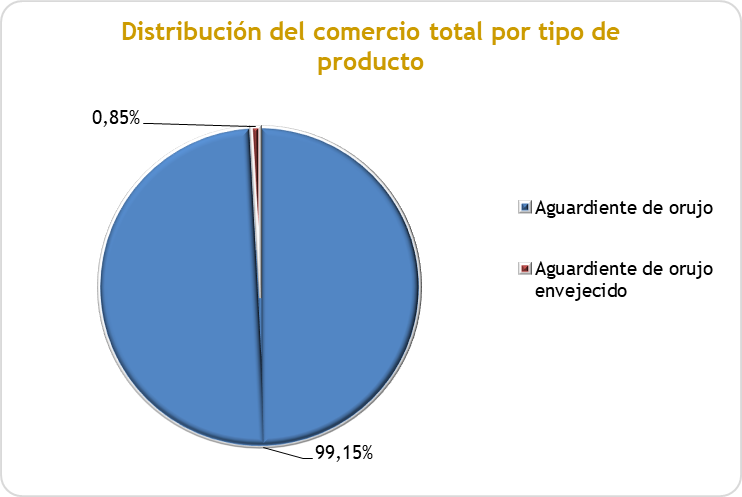 Distribución del comercio total por tipo de
producto
0,85%
Aguardiente de orujo
Aguardiente de orujo
envejecido
99,15%